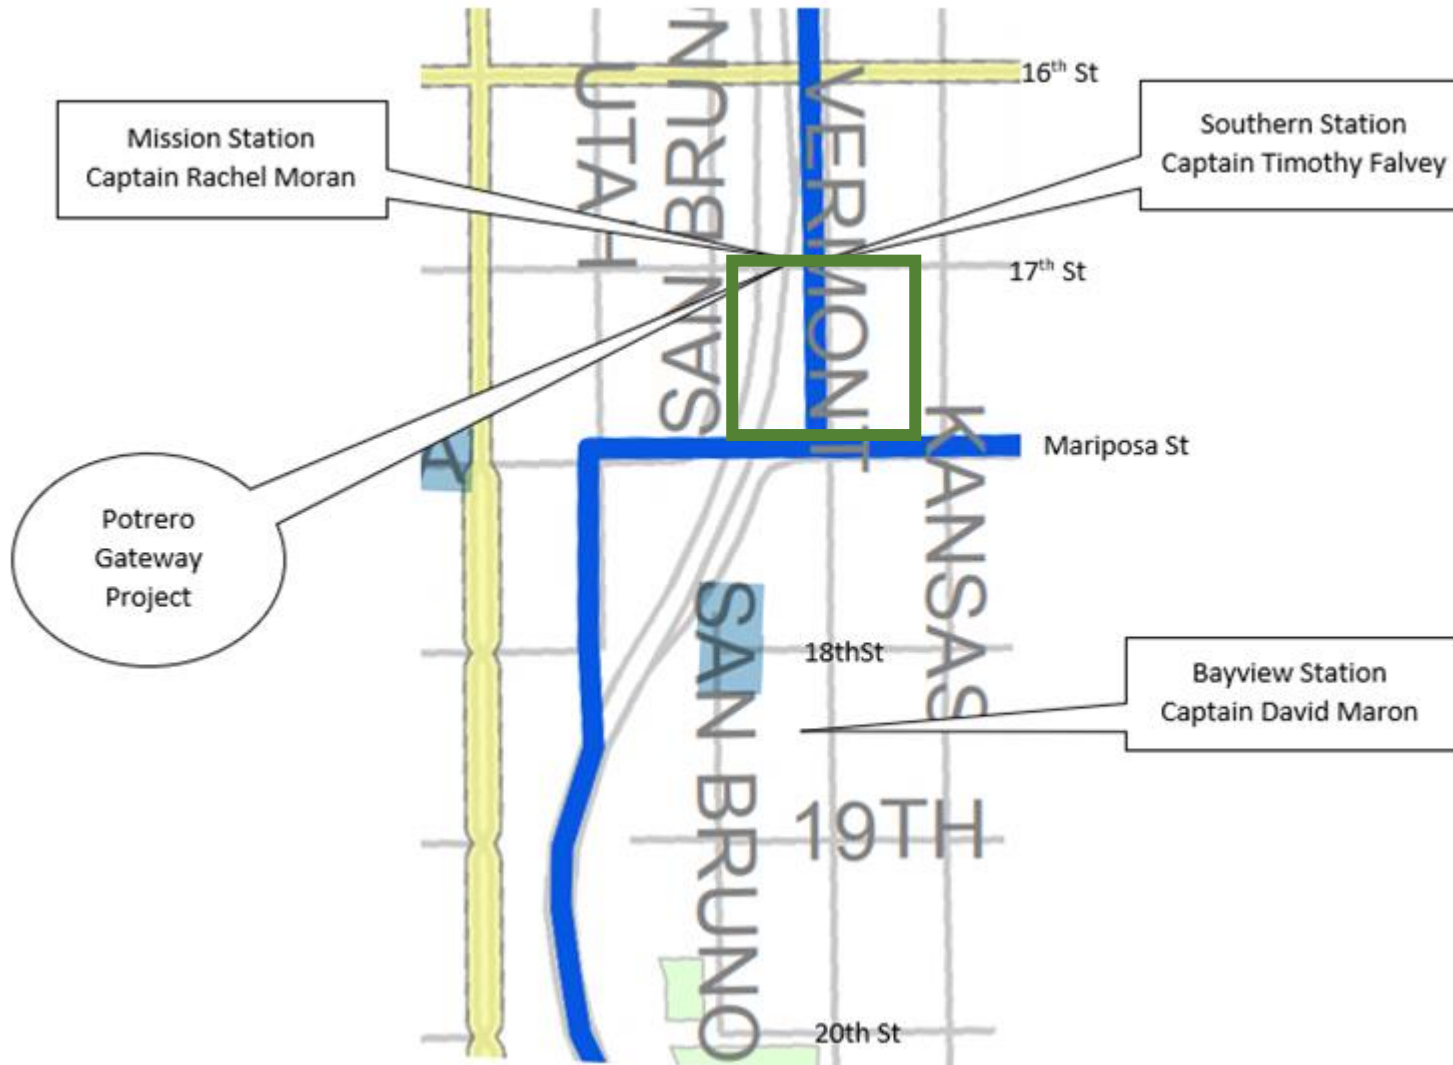 16th St
UTAH
SAN BRUN
VERMONT
Mission Station
Captain Rachel Moran
Southern Station
Captain Timothy Falvey
17th St
KANSAS
Mariposa St
A
Potrero
Gateway
Project
SAN BRUNO
18thSt
Bayview Station
Captain David Maron
19TH
20th St